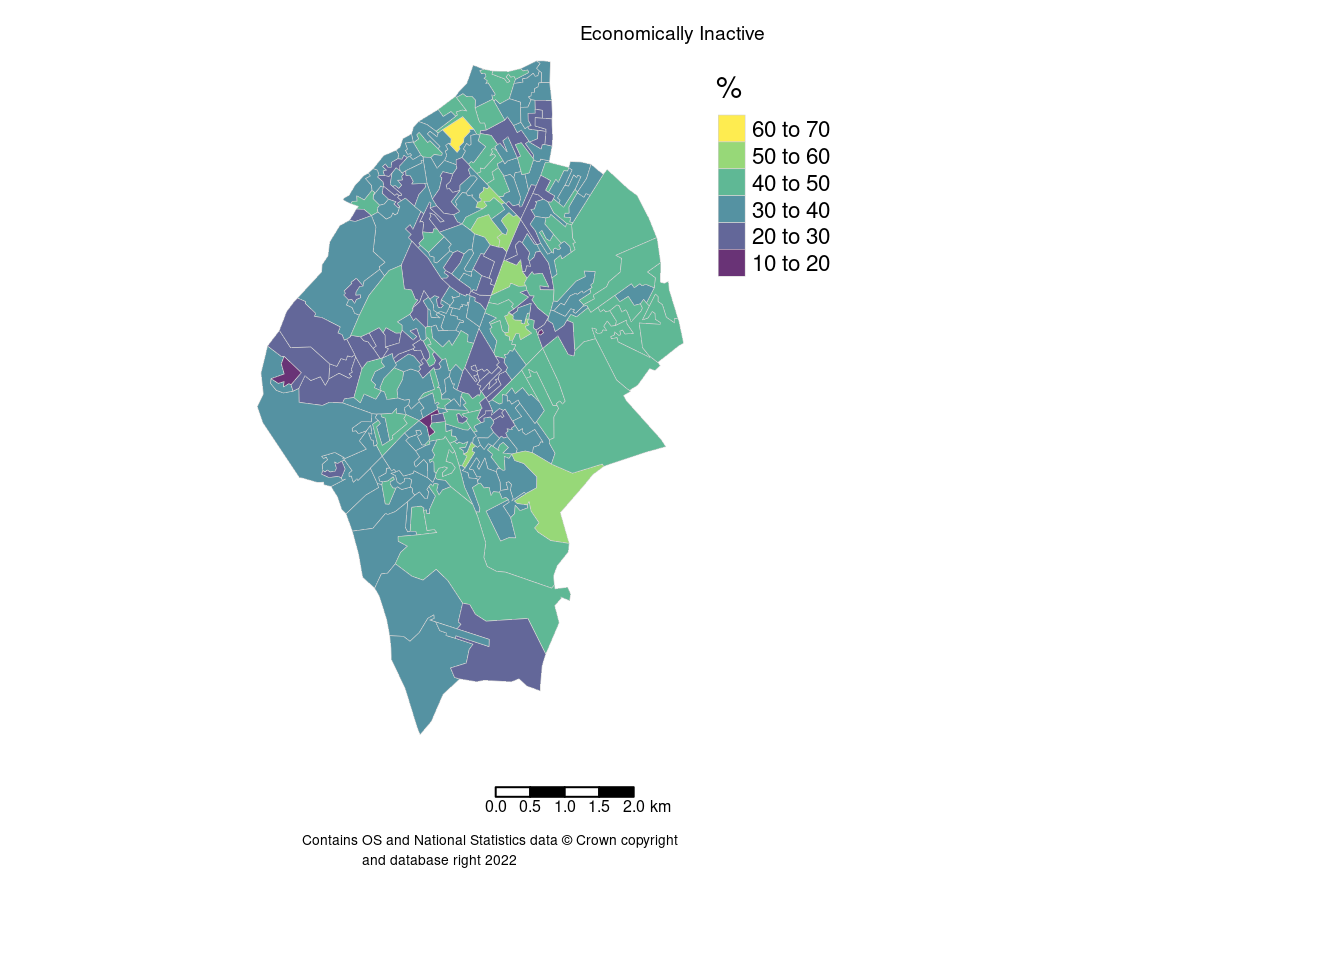 Economically Inactive
%
60 to 70
50 to 60
40 to 50
30 to 40
20 to 30
10 to 20
0.0 0.5 1.0 1.5 2.0 km
Contains OS and National Statistics data © Crown copyright
and database right 2022